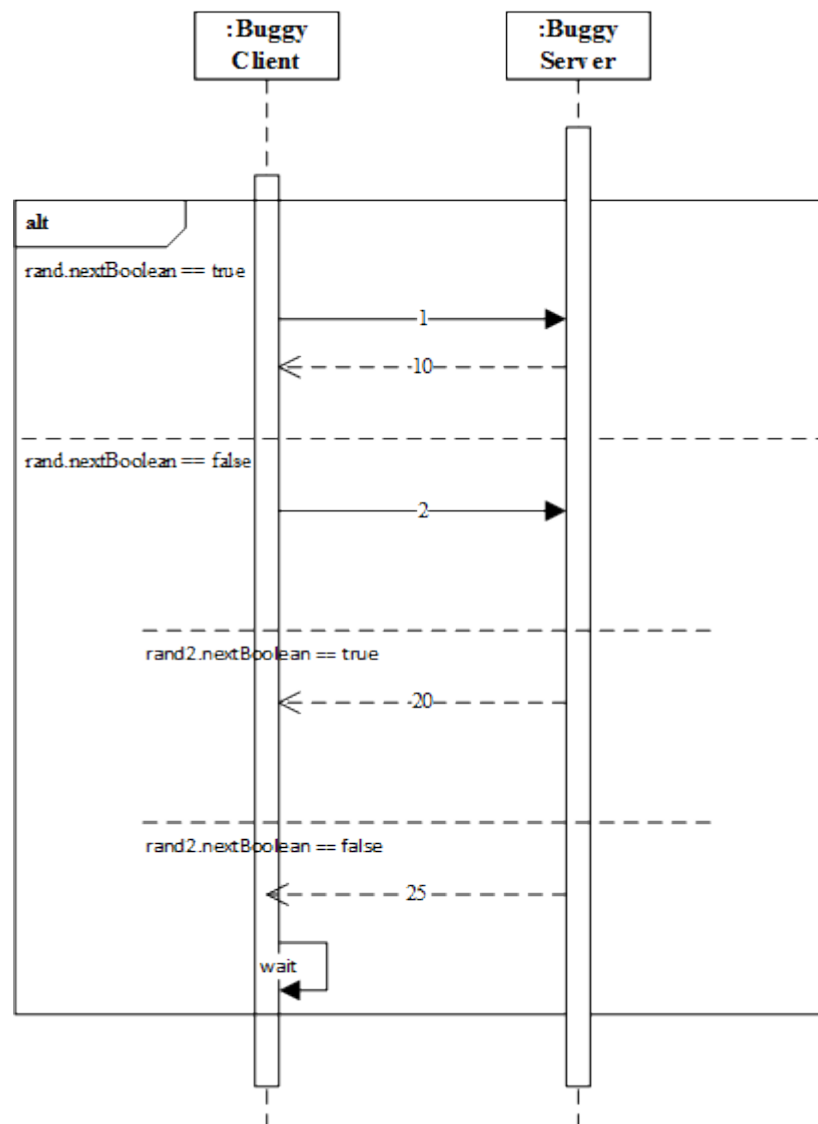 :Buggy
Client
:Buggy
Server
alt
rand.nextBoolean == true
1
-10
rand.nextBoolean == false
2
rand2.nextBoolean == true
-20
rand2.nextBoolean == false
25
wait